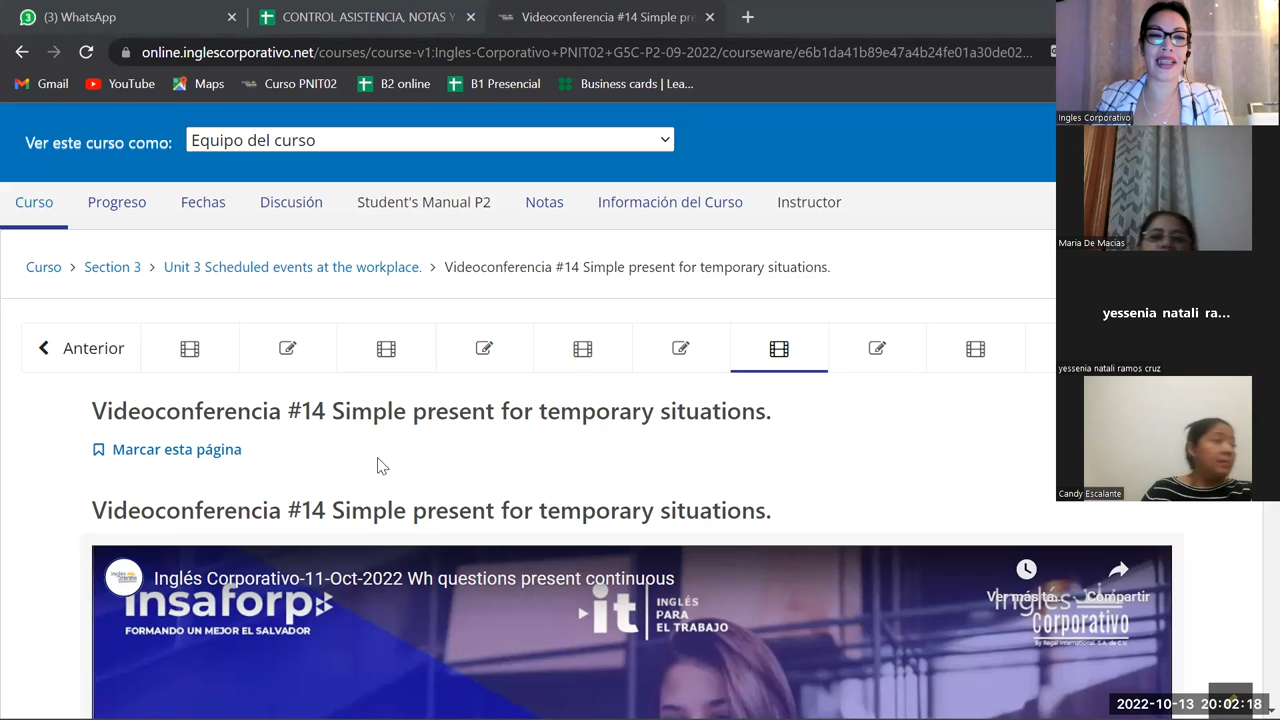 (3) WhatsApp
CONTROL ASISTENCIA, NOTAS Y
Videoconferencia #14 Simple pre
online.inglescorporativo.net/courses/course-v1:Ingles-Corporativo+PNIT02+G5C-P2-09-2022/courseware/e6b1da41b89e4
Gmail
YouTube
Maps
Curso PNIT02
B2 online
B1 Presencial
Business cards | Lea...
Ver este curso como:
Equipo del curso
Curso
Progreso
Fechas
Discusión
Student's Manual P2
Notas
Información del Curso
Instructor
Curso > Section 3 > Unit 3 Scheduled events at the workplace. > Videoconferencia #14 Simple present for temporary situations.
Anterior
Videoconferencia #14 Simple present for temporary situations.
Marcar esta página
Videoconferencia #14 Simple present for temporary situations.
Inglés Corporativo-11-Oct-2022 Wh questions present continuous
Ver más ta...
Compartir
insaforp
FORMANDO UN MEJOR EL SALVADOR
it
INGLÉS
PARA
EL TRABAJO
Inglés
Corporativo
By Regal International, S.A. de C.V.
Ingles Corporativo
Maria De Macias
yessenia natali ra...
yessenia natali ramos cruz
Candy Escalante
2022-10-13 20:02:18